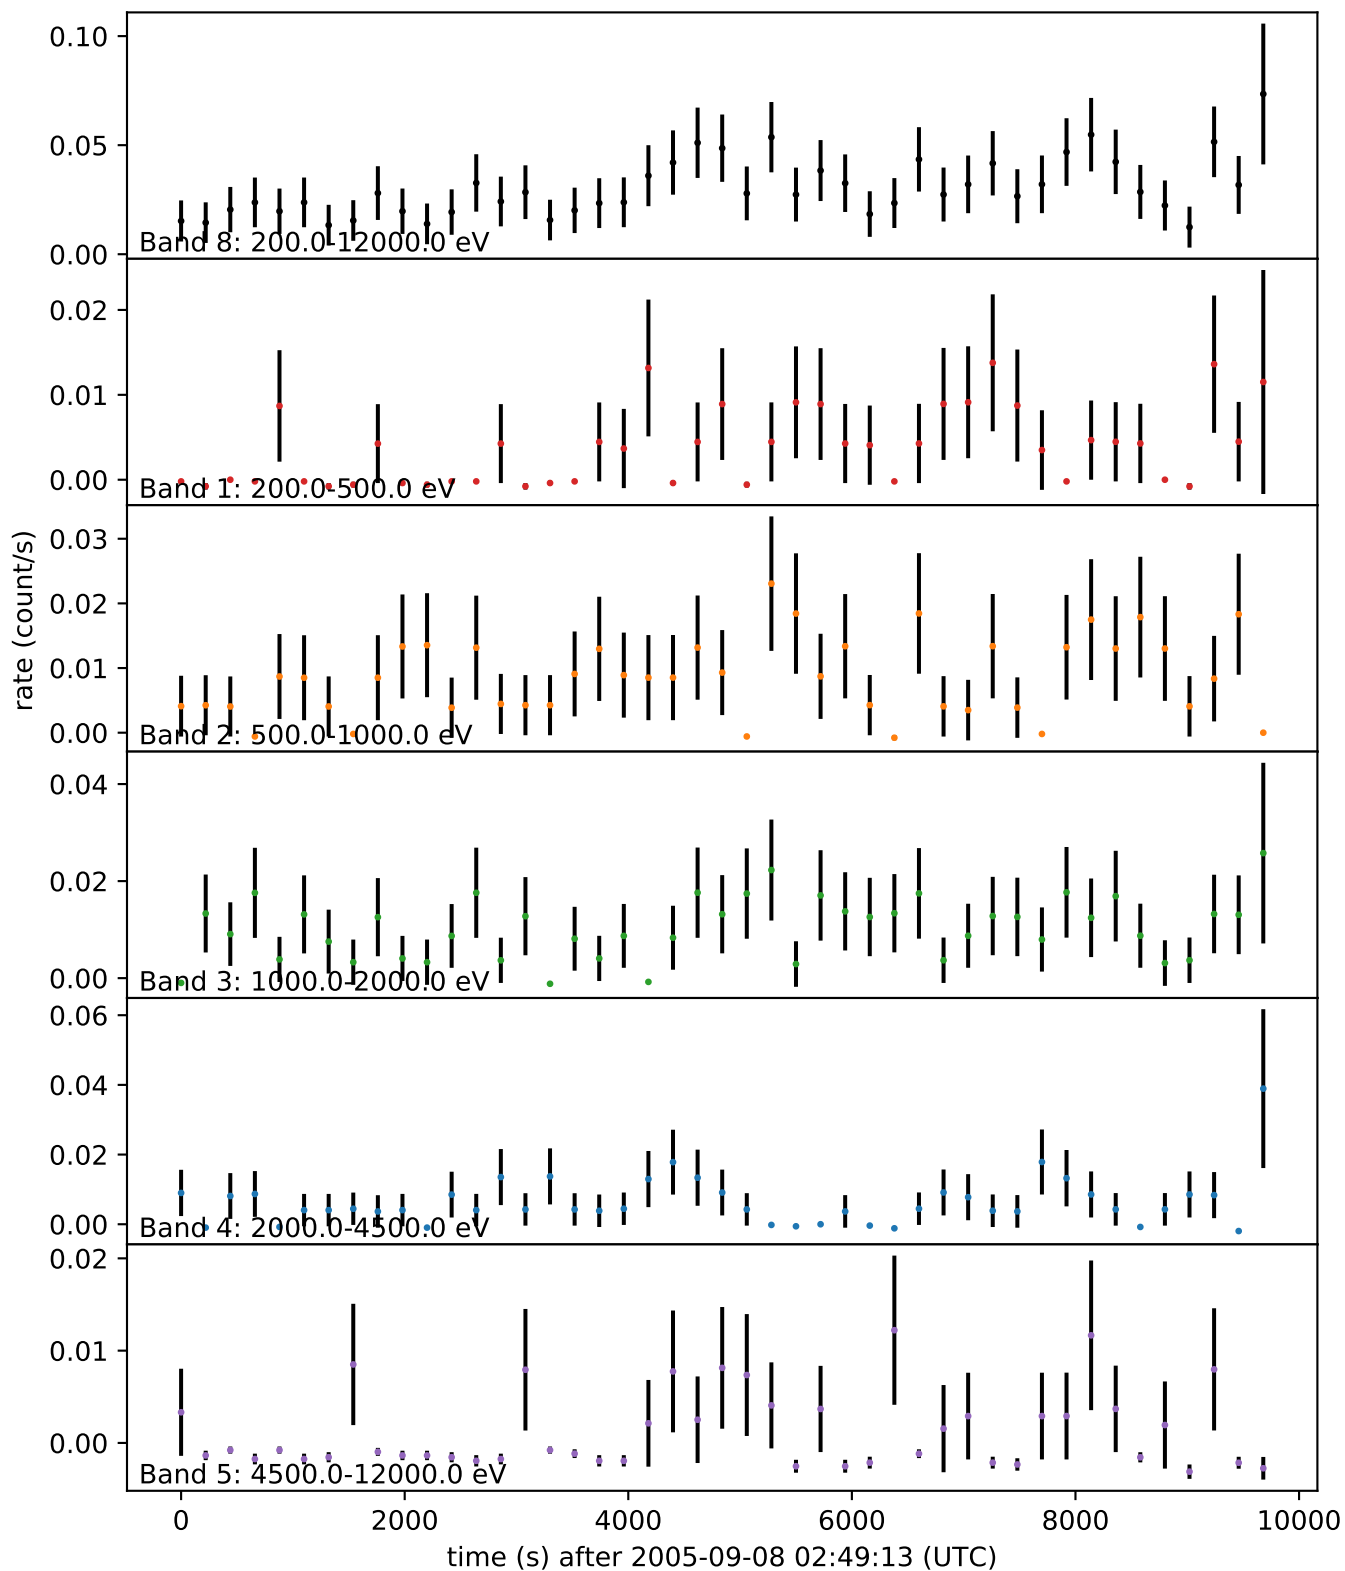 0.10
0.05
0.00
Band 8: 200.0-12000.0 eV
0.02
0.01
0.00
Band 1: 200.0-500.0 eV
rate (count/s)
0.03
0.02
0.01
0.00
Band 2: 500.0-1000.0 eV
0.04
0.02
0.00
Band 3: 1000.0-2000.0 eV
0.06
0.04
0.02
0.00
Band 4: 2000.0-4500.0 eV
0.02
0.01
0.00
Band 5: 4500.0-12000.0 eV
0 2000 4000 6000 8000 10000
time (s) after 2005-09-08 02:49:13 (UTC)